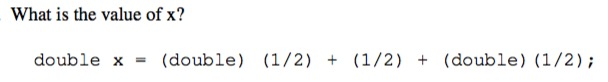 What is the value of x?
double x = (double) (1/2) + (1/2) + (double) (1/2);